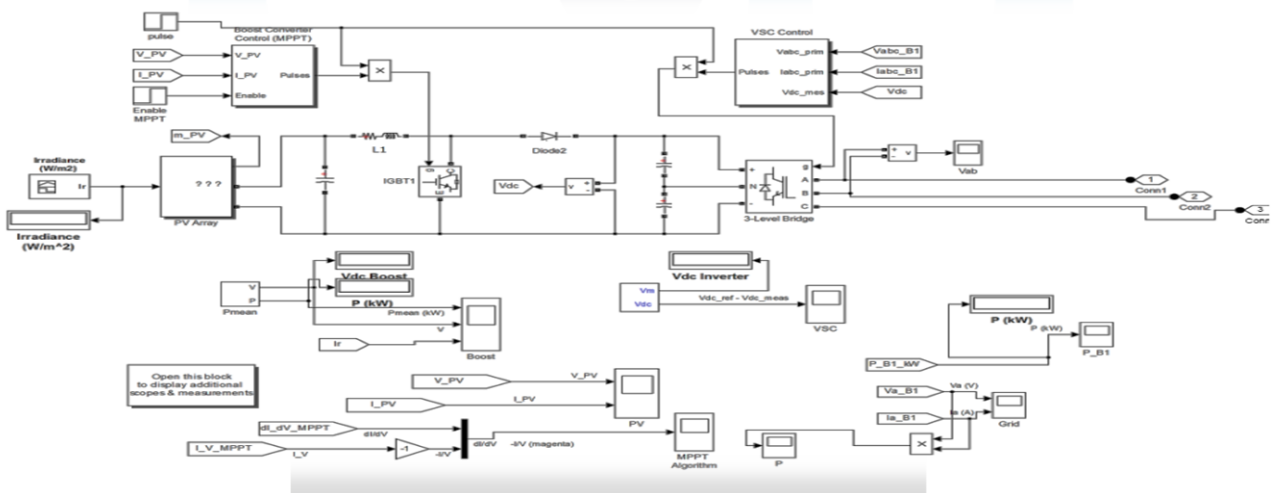 pulse
Boost Converter
Control (MPPT)
V_PV
I_PV
Enable
MPPT
V_PV
I_PV
Enable
Pulses
×
×
VSC Control
Pulses
Vabc_prim
Iabc_prim
Vdc_mes
Vabc_B1
Iabc_B1
Vdc
m_PV
Irradiance
(W/m2)
Ir
Irradiance
(W/m^2)
? ? ?
PV Array
L1
IGBT1
g
C
E
Diode2
Vdc
v
+
-
+
N
-
g
A
B
C
3-Level Bridge
+
-
v
Vab
1
Conn1
2
Conn2
3
Conn
V
P
Pmean
Vdc Boost
P (kW)
Pmean (kW)
V
Ir
Boost
Vdc Inverter
Vm
Vdc
Vdc_ref - Vdc_meas
VSC
P (kW)
P (kW)
P_B1
P_B1_kW
Open this block
to display additional
scopes & measurements
V_PV
V_PV
I_PV
I_PV
PV
dI_dV_MPPT
dI/dV
I_V_MPPT
I_V
-1
-I/V
dI/dV
-I/V (magenta)
MPPT
Algorithm
Va_B1
Va (V)
Ia_B1
Ia (A)
Grid
×
P